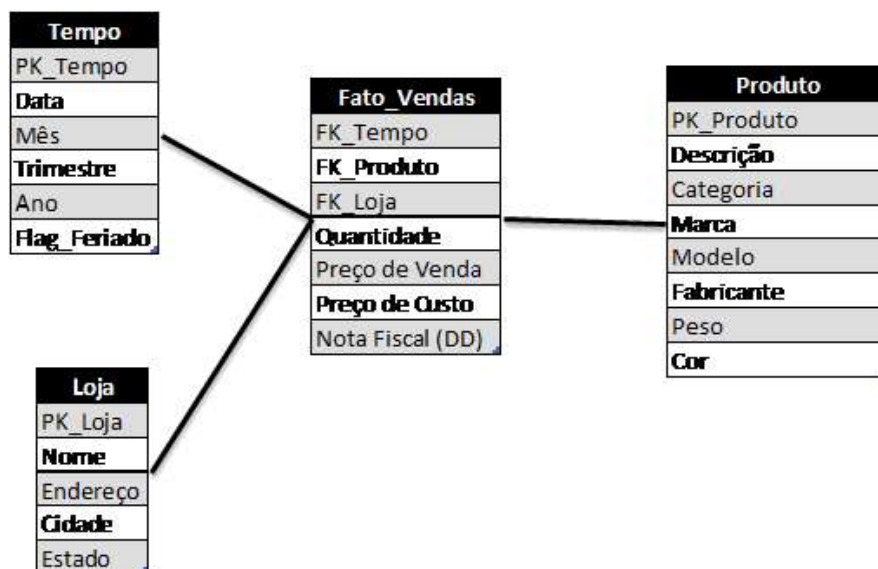 Tempo
PK_Tempo
Data
Mês
Trimestre
Ano
Flag_Feriado
Fato_Vendas
FK_Tempo
FK_Produto
FK_Loja
Quantidade
Preço de Venda
Preço de Custo
Nota Fiscal (DD)
Produto
PK_Produto
Descrição
Categoria
Marca
Modelo
Fabricante
Peso
Cor
Loja
PK_Loja
Nome
Endereço
Cidade
Estado